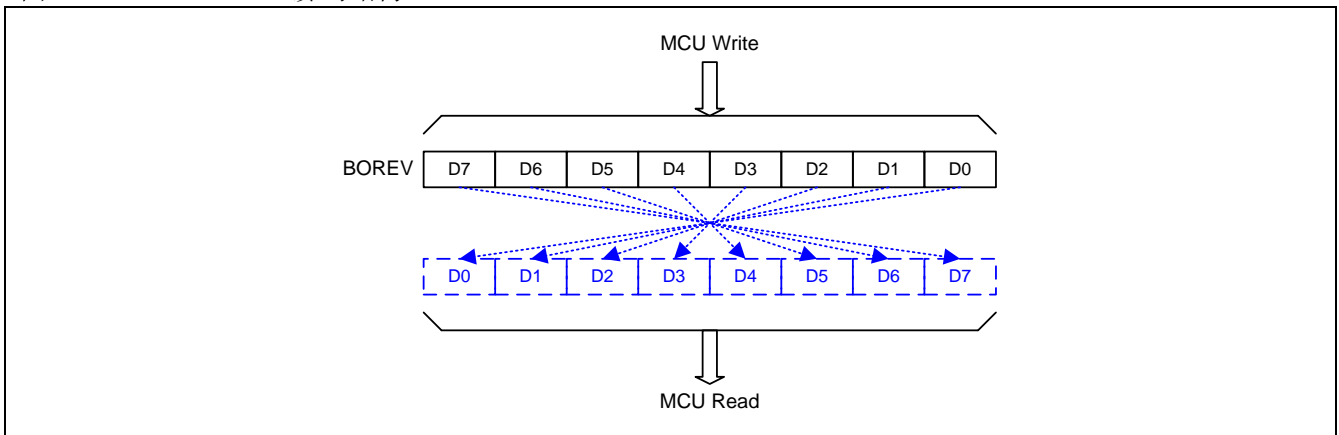 MCU Write
BOREV D7 D6 D5 D4 D3 D2 D1 D0
D0 D1 D2 D3 D4 D5 D6 D7
MCU Read